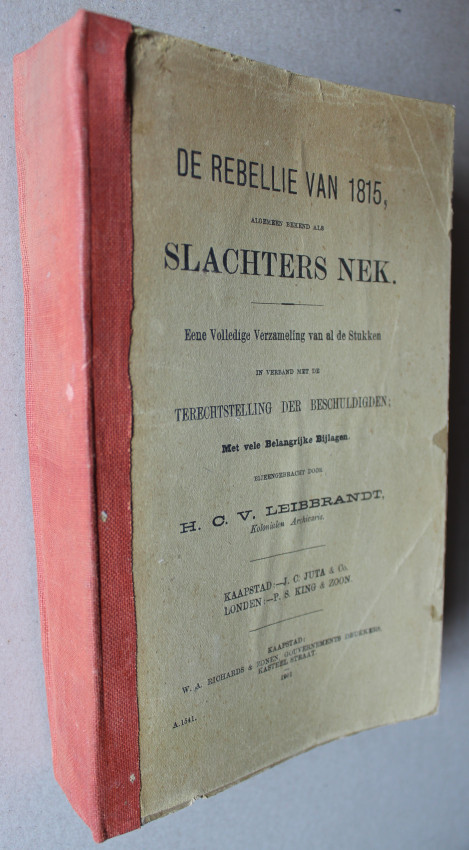 DE REBELLIE VAN 1815,
ALGEMEEN BEKEND ALS
SLACHTERS NEK.
Eene Volledige Verzameling van al de Stukken
IN VERBAND MET DE
TERECHTSTELLING DER BESCHULDIGDEN;
Met vele Belangrijke Bijlagen.
BIJEENGEBRACHT DOOR
H. C. V. LEIBBRANDT,
Kolonialen Archivaris.
KAAPSTAD:—J. C. JUTA & Co.
LONDEN:—P. S. KING & ZOON.
KAAPSTAD:
W. A. RICHARDS & ZONEN, GOUVERNEMENTS DRUKKERS,
KASTEEL STRAAT.
A.1341.